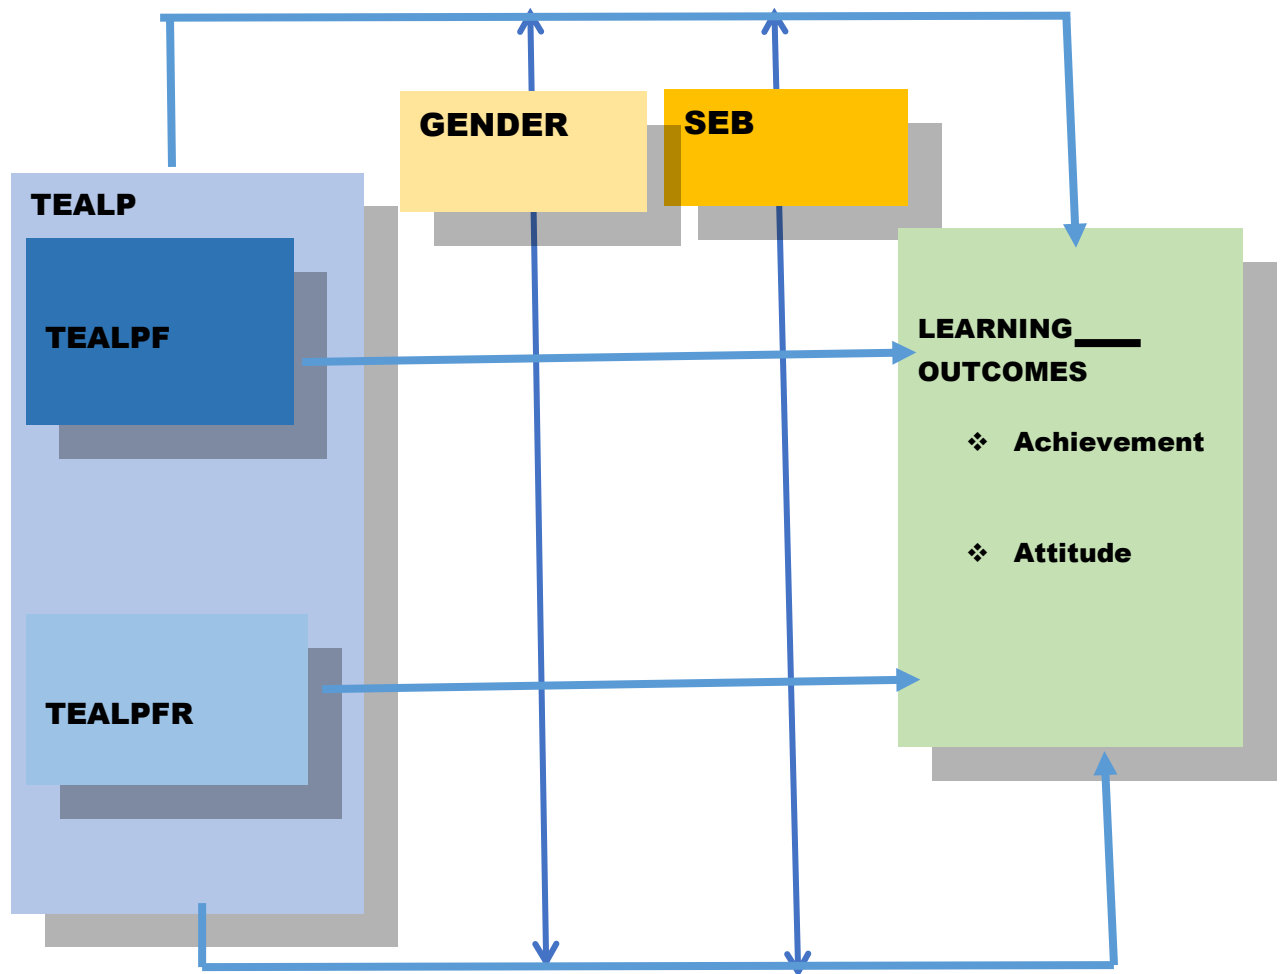 GENDER
SEB
TEALP
TEALPF
LEARNING
OUTCOMES
❖ Achievement
❖ Attitude
TEALPFR